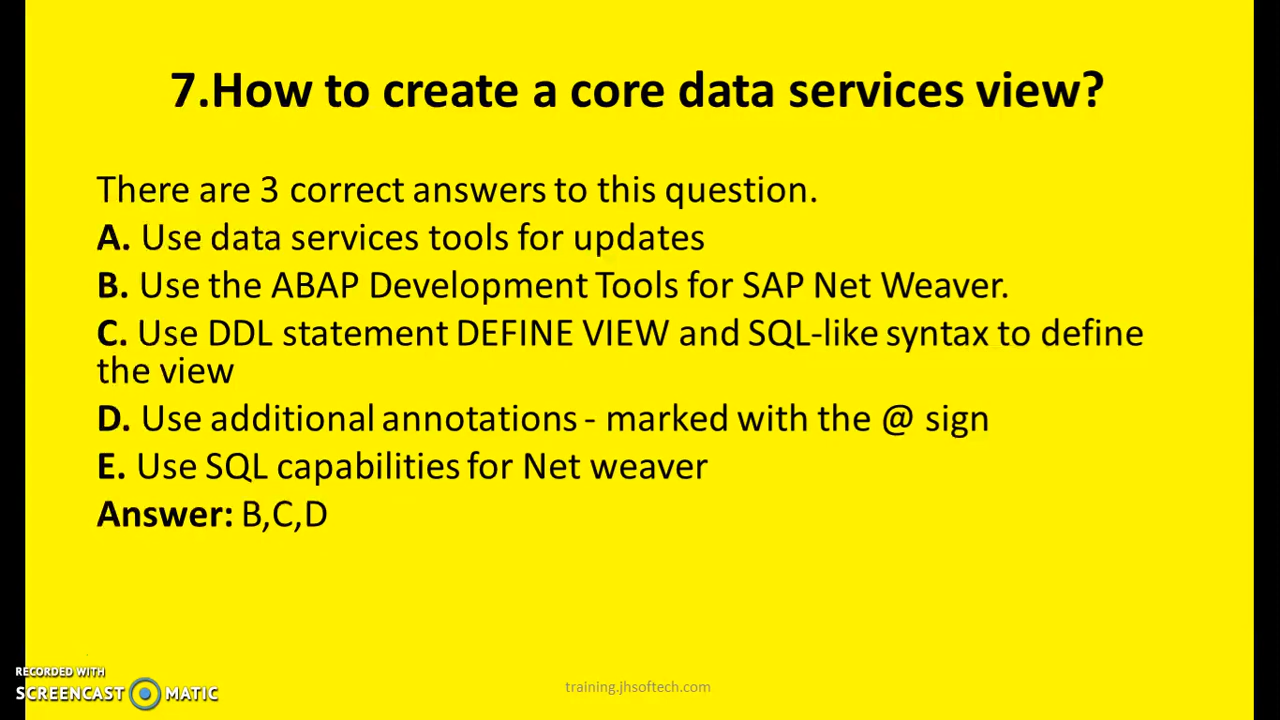 7.How to create a core data services view?
There are 3 correct answers to this question.
A. Use data services tools for updates
B. Use the ABAP Development Tools for SAP Net Weaver.
C. Use DDL statement DEFINE VIEW and SQL-like syntax to define
the view
D. Use additional annotations - marked with the @ sign
E. Use SQL capabilities for Net weaver
Answer: B,C,D
RECORDED WITH
SCREENCAST MATIC
training.jhsoftech.com